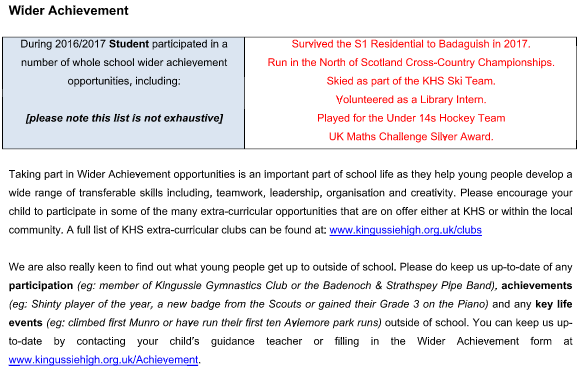 Wider Achievement
During 2016/2017 Student participated in a
number of whole school wider achievement
opportunities, including:
[please note this list is not exhaustive]
Survived the S1 Residential to Badaguish in 2017.
Run in the North of Scotland Cross-Country Championships.
Skied as part of the KHS Ski Team.
Volunteered as a Library Intern.
Played for the Under 14s Hockey Team
UK Maths Challenge Silver Award.
Taking part in Wider Achievement opportunities is an important part of school life as they help young people develop a
wide range of transferable skills including, teamwork, leadership, organisation and creativity. Please encourage your
child to participate in some of the many extra-curricular opportunities that are on offer either at KHS or within the local
community. A full list of KHS extra-curricular clubs can be found at: www.kingussiehigh.org.uk/clubs
We are also really keen to find out what young people get up to outside of school. Please do keep us up-to-date of any
participation (eg: member of Kingussie Gymnastics Club or the Badenoch & Strathspey Pipe Band), achievements
(eg: Shinty player of the year, a new badge from the Scouts or gained their Grade 3 on the Piano) and any key life
events (eg: climbed first Munro or have run their first ten Aviemore park runs) outside of school. You can keep us up-
to-date by contacting your child's guidance teacher or filling in the Wider Achievement form at
www.kingussiehigh.org.uk/Achievement.